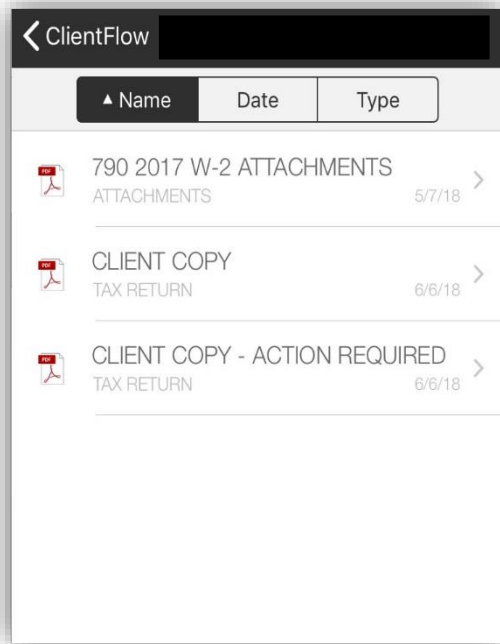 ClientFlow
▲ Name Date Type
790 2017 W-2 ATTACHMENTS
ATTACHMENTS 5/7/18
CLIENT COPY
TAX RETURN 6/6/18
CLIENT COPY - ACTION REQUIRED
TAX RETURN 6/6/18
PDF
PDF
PDF